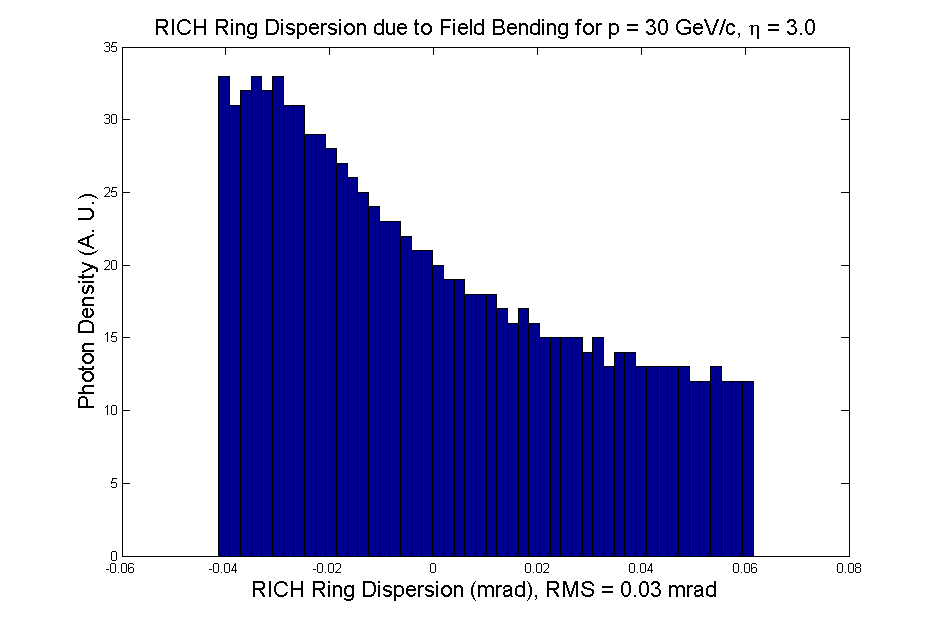 RICH Ring Dispersion due to Field Bending for p = 30 GeV/c, η = 3.0
35
30
25
20
15
10
5
0
Photon Density (A. U.)
-0.06 -0.04 -0.02 0 0.02 0.04 0.06 0.08
RICH Ring Dispersion (mrad), RMS = 0.03 mrad